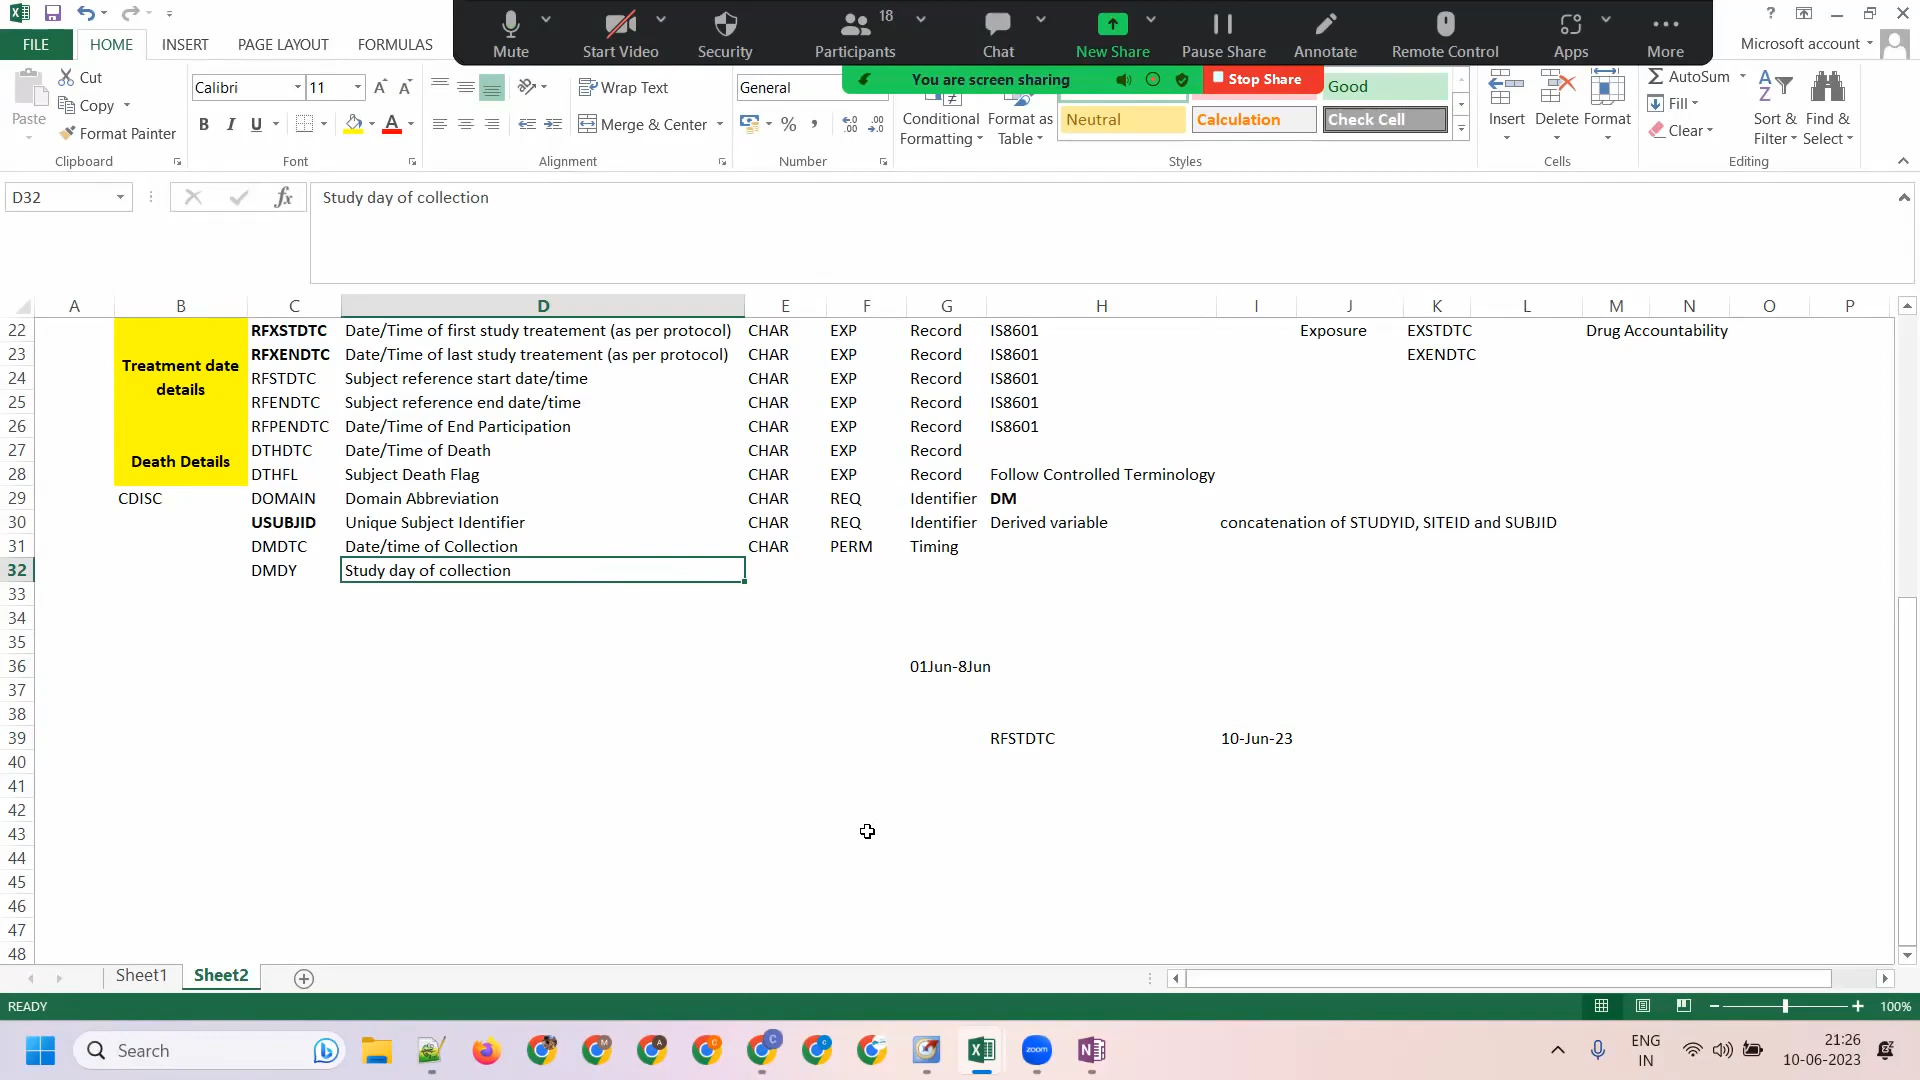 Mute
Start Video
Security
Participants 18
Chat
New Share
Pause Share
Annotate
Remote Control
Apps
More
You are screen sharing
Stop Share
FILE HOME INSERT PAGE LAYOUT FORMULAS
Microsoft account
Paste
Cut
Copy
Format Painter
Clipboard
Calibri 11
B I U
Font
Wrap Text
Merge & Center
Alignment
General
Number
Conditional Formatting
Format as Table
Good
Neutral Calculation Check Cell
Styles
Insert Delete Format
Cells
AutoSum
Fill
Clear
Sort & Filter
Find & Select
Editing
D32 fx Study day of collection
A B C D E F G H I J K L M N O P
22 RFXSTDTC Date/Time of first study treatement (as per protocol) CHAR EXP Record IS8601 Exposure EXSTDTC Drug Accountability
23 RFXENDTC Date/Time of last study treatement (as per protocol) CHAR EXP Record IS8601 EXENDTC
Treatment date details
24 RFSTDTC Subject reference start date/time CHAR EXP Record IS8601
25 RFENDTC Subject reference end date/time CHAR EXP Record IS8601
26 RFPENDTC Date/Time of End Participation CHAR EXP Record IS8601
27 DTHDTC Date/Time of Death CHAR EXP Record
Death Details
28 DTHFL Subject Death Flag CHAR EXP Record Follow Controlled Terminology
29 CDISC DOMAIN Domain Abbreviation CHAR REQ Identifier DM
30 USUBJID Unique Subject Identifier CHAR REQ Identifier Derived variable concatenation of STUDYID, SITEID and SUBJID
31 DMDTC Date/time of Collection CHAR PERM Timing
32 DMDY Study day of collection
33
34
35
36 01Jun-8Jun
37
38
39 RFSTDTC 10-Jun-23
40
41
42
43
44
45
46
47
48
Sheet1 Sheet2
READY 100%
Search
zoom
ENG
IN
21:26
10-06-2023